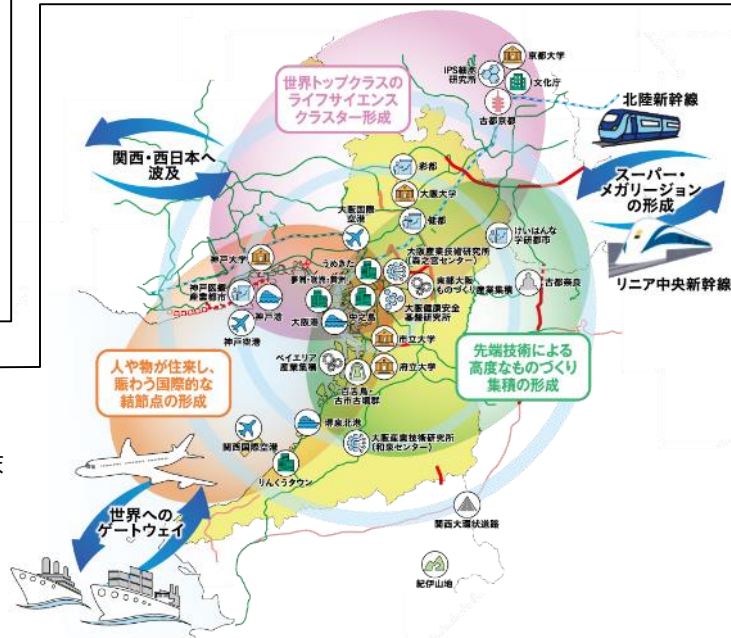 京都大学
iPS細胞
研究所
文化庁
古都京都
世界トップクラスの
ライフサイエンス
クラスター形成
北陸新幹線
関西・西日本へ
波及
スーパー・
メガリージョン
の形成
リニア中央新幹線
彩都
大阪大学
健都
けいはんな
学研都市
大阪国際
空港
神戸大学
うめきた
大阪産業技術研究所
(森之宮センター)
夢洲・咲洲・舞洲
東部大阪
ものづくり産業集積
古都奈良
神戸医療
産業都市
神戸港
大阪港
中之島
大阪健康安全
基盤研究所
神戸空港
市立大学
ベイエリア
産業集積
府立大学
先端技術による
高度なものづくり
集積の形成
人や物が往来し、
賑わう国際的な
結節点の形成
百舌鳥・
古市古墳群
堺泉北港
関西国際空港
大阪産業技術研究所
(和泉センター)
りんくうタウン
世界への
ゲートウェイ
関西大環状道路
紀伊山地